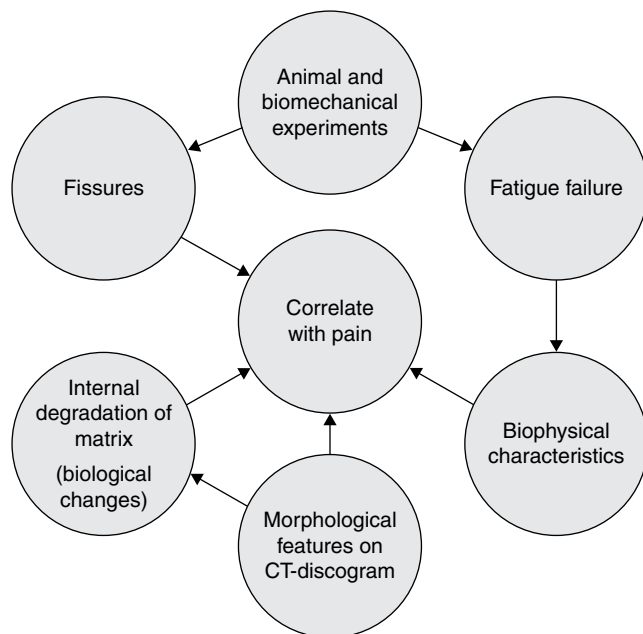 Animal and
biomechanical
experiments
Fissures
Fatigue failure
Correlate
with pain
Internal
degradation of
matrix
(biological
changes)
Biophysical
characteristics
Morphological
features on
CT-discogram